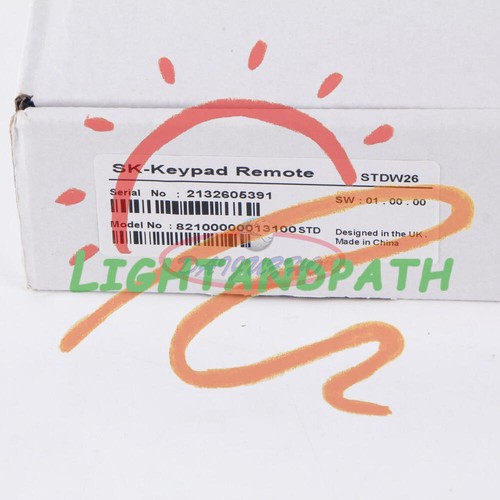 SK-Keypad Remote STDW26
Serial No : 2132605391 SW : 01 . 00 . 00
Model No : 82100000013100STD Designed in the UK .
Made in China
LIGHTANDPATH